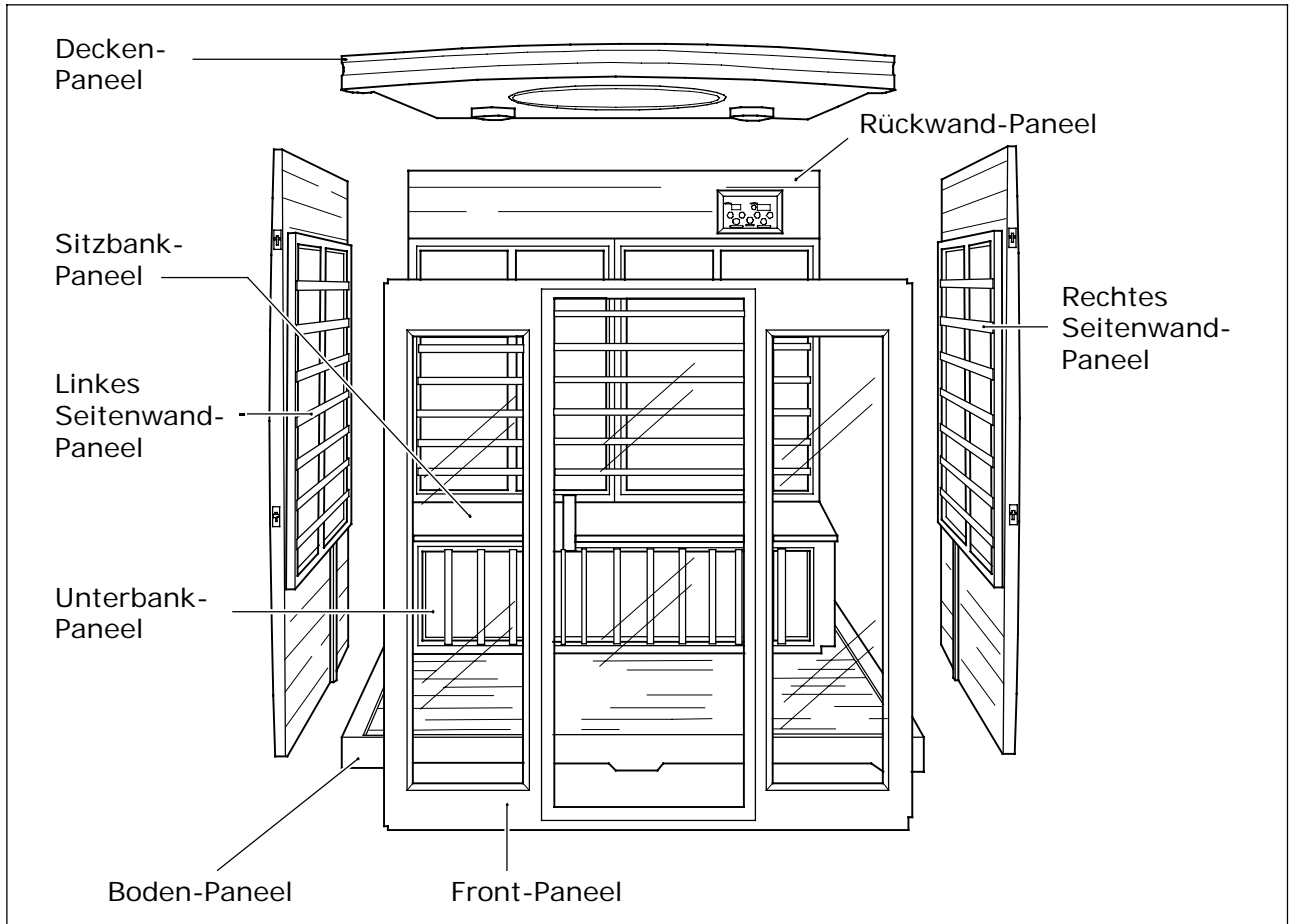 Decken-
Paneel
Rückwand-Paneel
Sitzbank-
Paneel
Rechtes
Seitenwand-
Paneel
Linkes
Seitenwand-
Paneel
Unterbank-
Paneel
Boden-Paneel
Front-Paneel